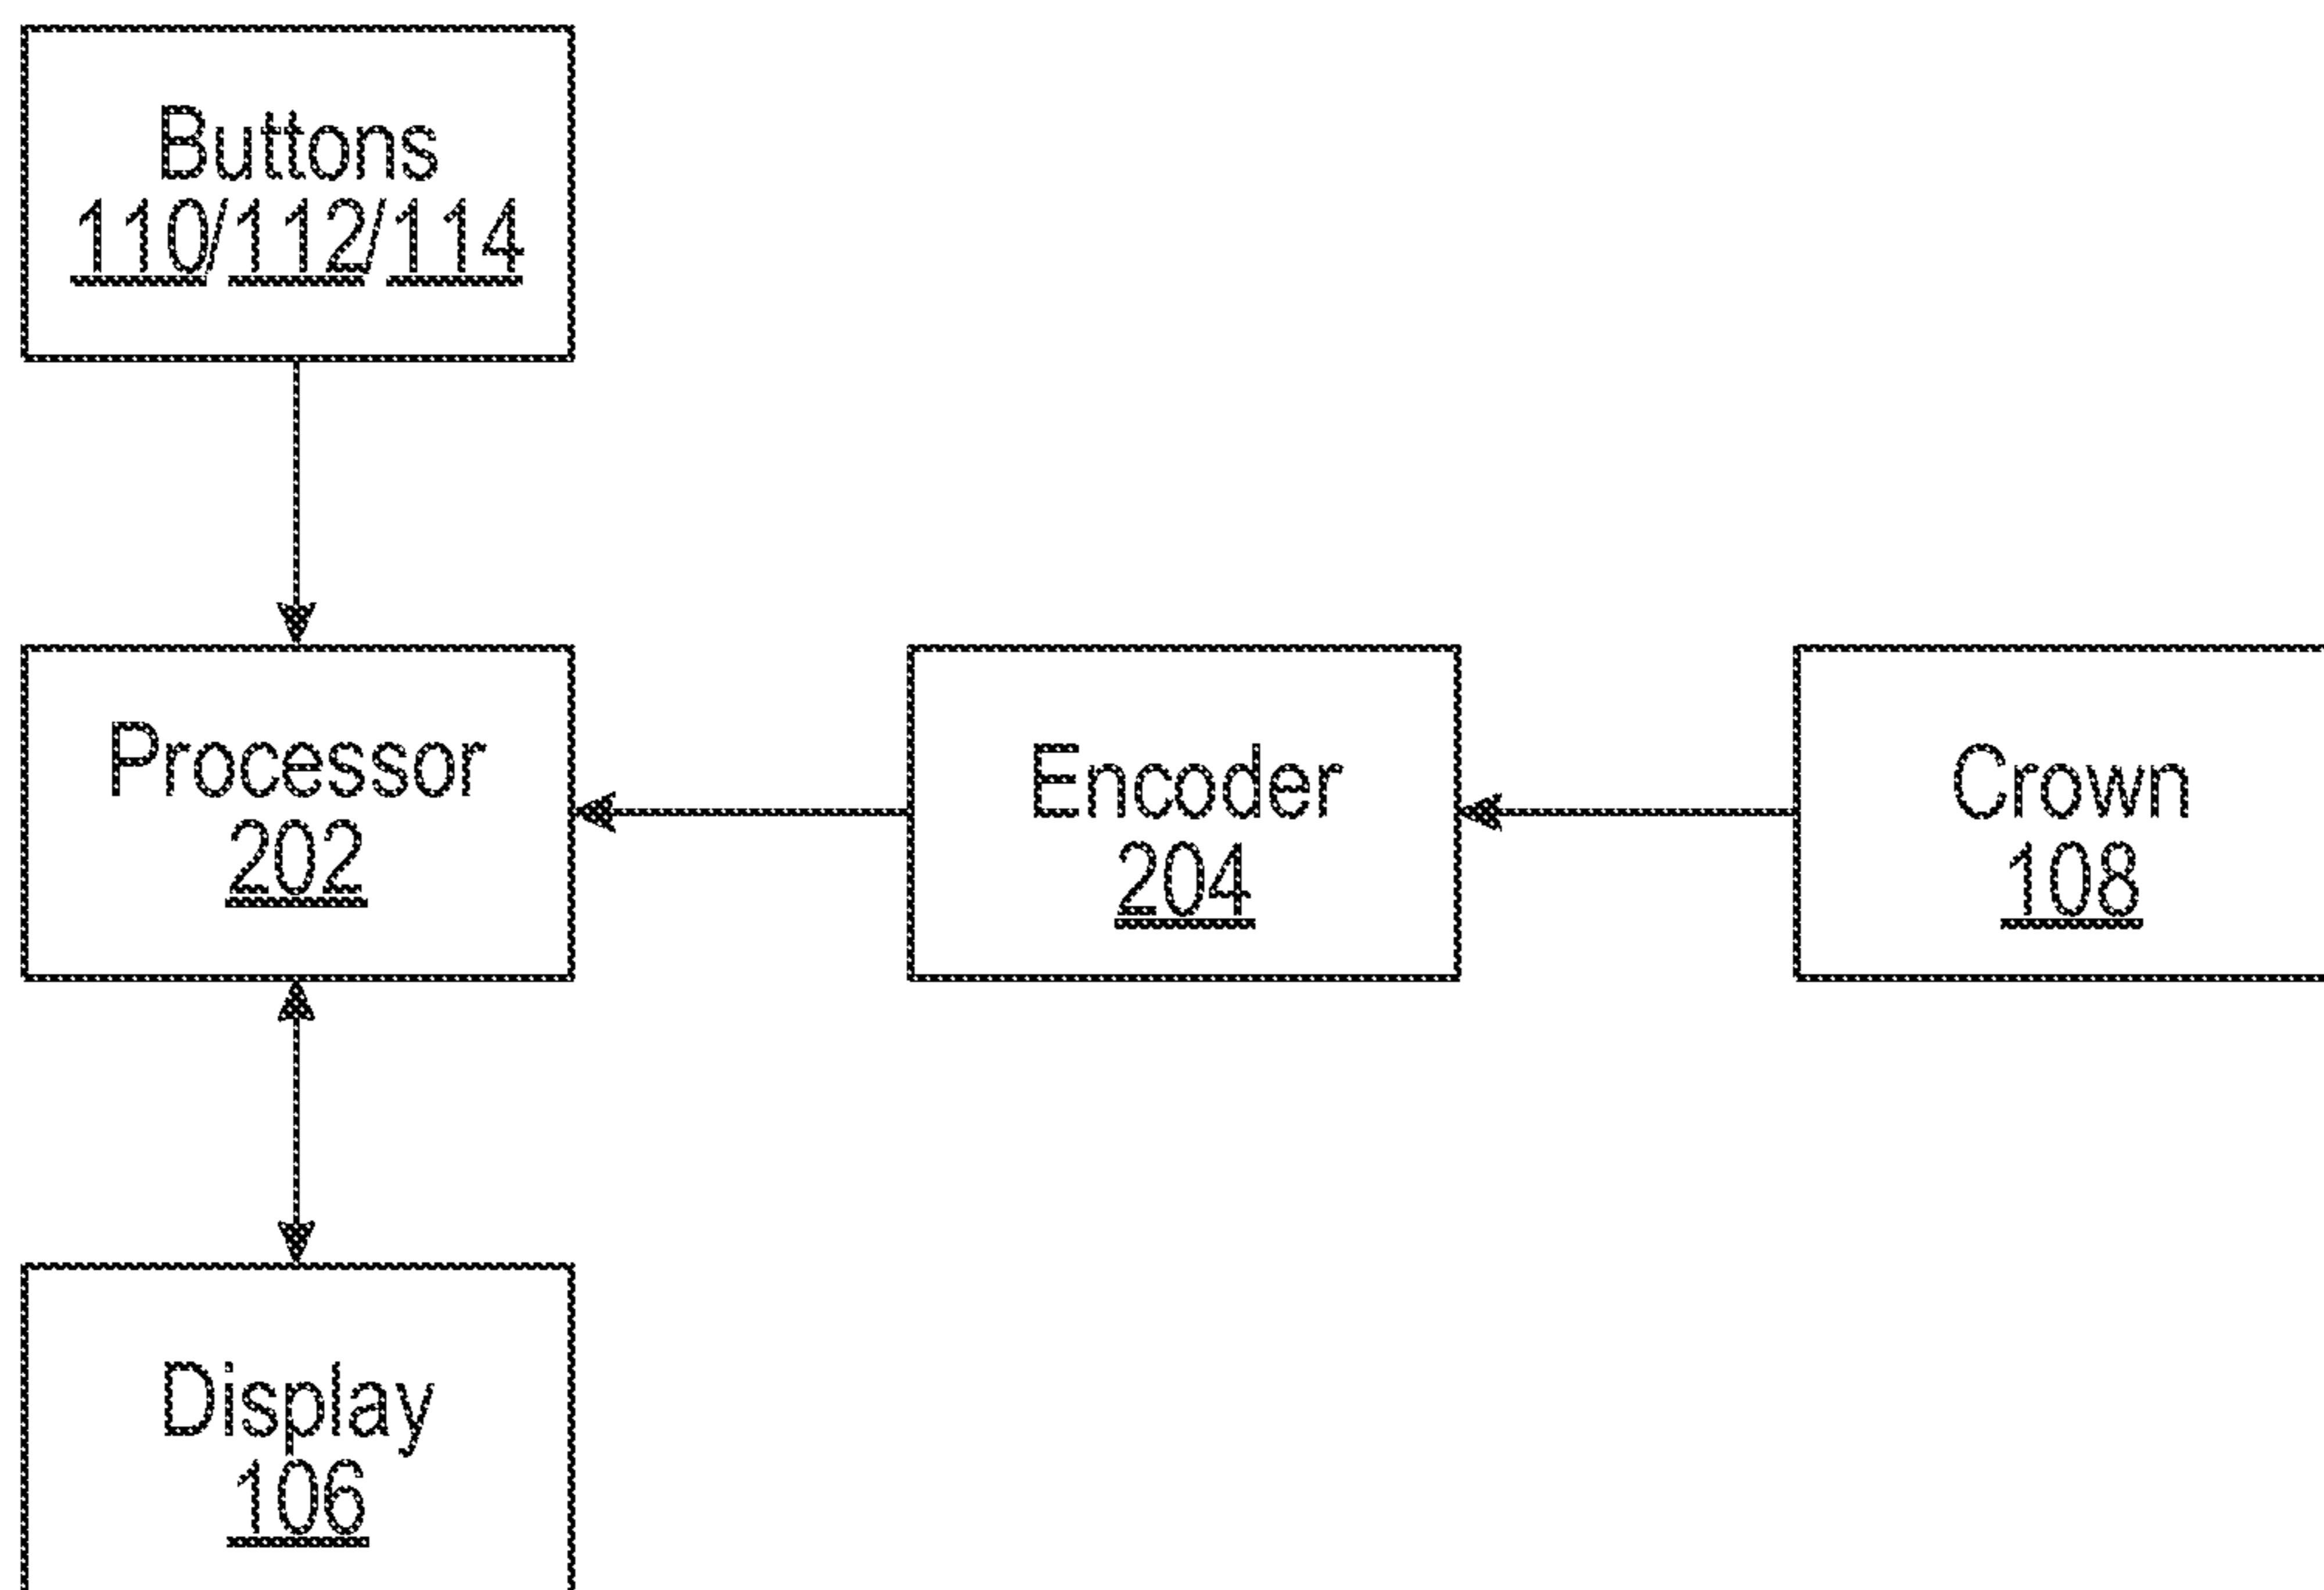 Buttons
110/112/114
Processor
202
Encoder
204
Crown
108
Display
106